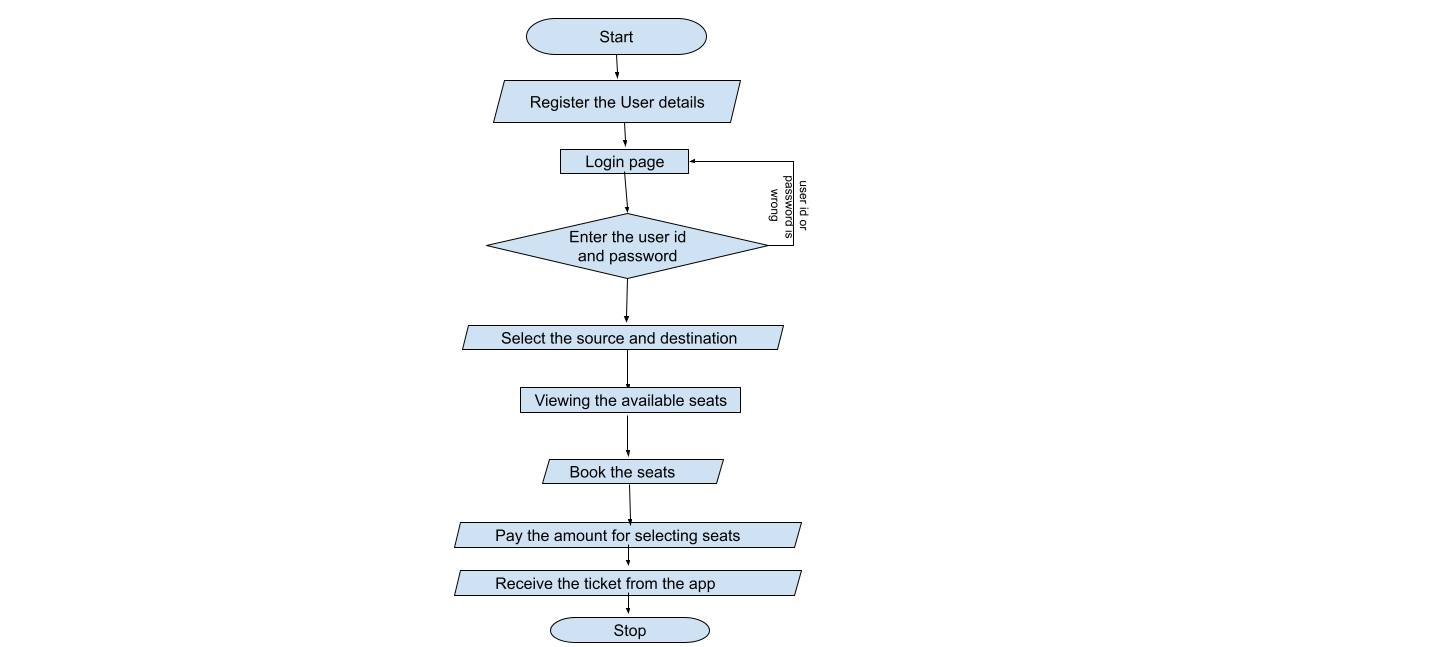 Start
Register the User details
Login page
user id or
password is
wrong
Enter the user id
and password
Select the source and destination
Viewing the available seats
Book the seats
Pay the amount for selecting seats
Receive the ticket from the app
Stop